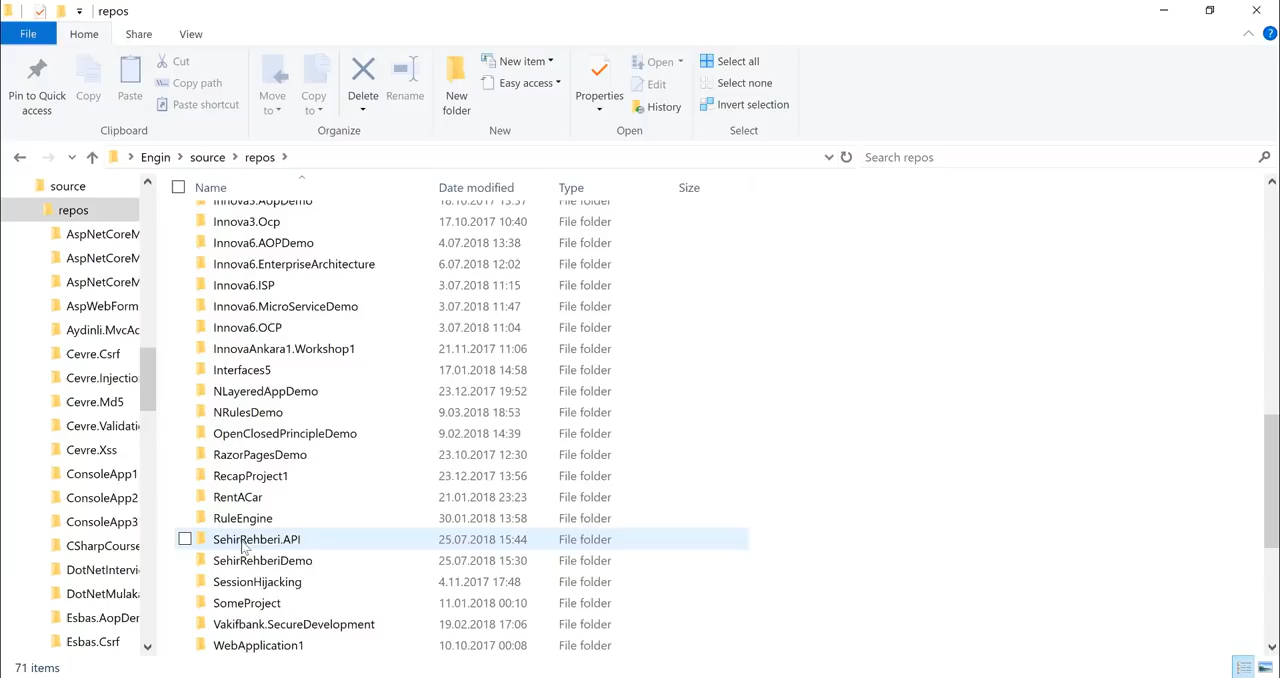 repos
File
Home
Share
View
Pin to Quick access
Copy
Paste
Cut
Copy path
Paste shortcut
Clipboard
Move to
Copy to
Delete
Rename
Organize
New folder
New item
Easy access
New
Properties
Open
Edit
History
Open
Select all
Select none
Invert selection
Select
Engin > source > repos >
Search repos
source
repos
AspNetCoreM
AspNetCoreM
AspNetCoreM
AspWebForm
Aydinli.MvcAc
Cevre.Csrf
Cevre.Injectio
Cevre.Md5
Cevre.Validati
Cevre.Xss
ConsoleApp1
ConsoleApp2
ConsoleApp3
CSharpCourse
DotNetIntervi
DotNetMulak
Esbas.AopDer
Esbas.Csrf
Name Date modified Type Size
Innova3.AopDemo 18.10.2017 13:37 File folder
Innova3.Ocp 17.10.2017 10:40 File folder
Innova6.AOPDemo 4.07.2018 13:38 File folder
Innova6.EnterpriseArchitecture 6.07.2018 12:02 File folder
Innova6.ISP 3.07.2018 11:15 File folder
Innova6.MicroServiceDemo 3.07.2018 11:47 File folder
Innova6.OCP 3.07.2018 11:04 File folder
InnovaAnkara1.Workshop1 21.11.2017 11:06 File folder
Interfaces5 17.01.2018 14:58 File folder
NLayeredAppDemo 23.12.2017 19:52 File folder
NRulesDemo 9.03.2018 18:53 File folder
OpenClosedPrincipleDemo 9.02.2018 14:39 File folder
RazorPagesDemo 23.10.2017 12:30 File folder
RecapProject1 23.12.2017 13:56 File folder
RentACar 21.01.2018 23:23 File folder
RuleEngine 30.01.2018 13:58 File folder
SehirRehberi.API 25.07.2018 15:44 File folder
SehirRehberiDemo 25.07.2018 15:30 File folder
SessionHijacking 4.11.2017 17:48 File folder
SomeProject 11.01.2018 00:10 File folder
Vakifbank.SecureDevelopment 19.02.2018 17:06 File folder
WebApplication1 10.10.2017 00:08 File folder
71 items